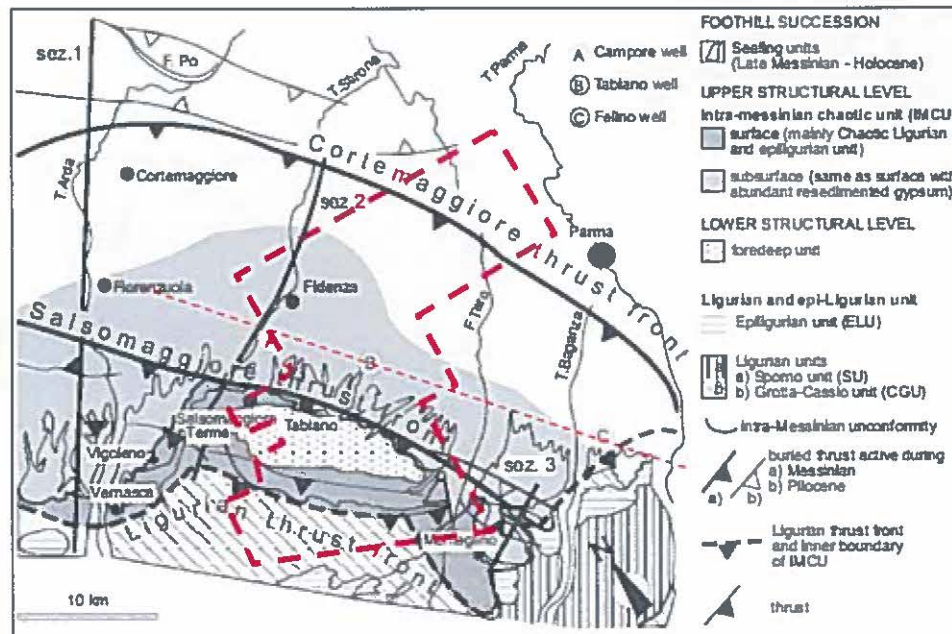 soz.1
F. Po
T.Strone
T.Parma
A Campore well
B Tabiano well
C Felino well
T.Arda
Cortemaggiore
Cortemaggiore thrust front
soz.2
Parma
Fiorenzuola
Fidenza
F.Taro
T.Baganza
Salsomaggiore thrust front
B
C
Salsomaggiore
Terme
Tabiano
Vigoleno
soz. 3
Vernasca
Ligurian thrust front
10 km
FOOTHILL SUCCESSION
Sealing units
(Late Messinian - Holocene)
UPPER STRUCTURAL LEVEL
Intra-messinian chaotic unit (IMCU
surface (mainly Chaotic Ligurian
and epiligurian unit)
subsurface (same as surface with
abundant resedimented gypsum)
LOWER STRUCTURAL LEVEL
foredeep unit
Ligurian and epi-Ligurian unit
Epiligurian unit (ELU)
Ligurian units
a) Sporno unit (SU)
b) Grotta-Cassio unit (CGU)
Intra-Messinian unconformity
buried thrust active during
a) Messinian
b) Pliocene
a) b)
Ligurian thrust front
and inner boundary
of IMCU
thrust